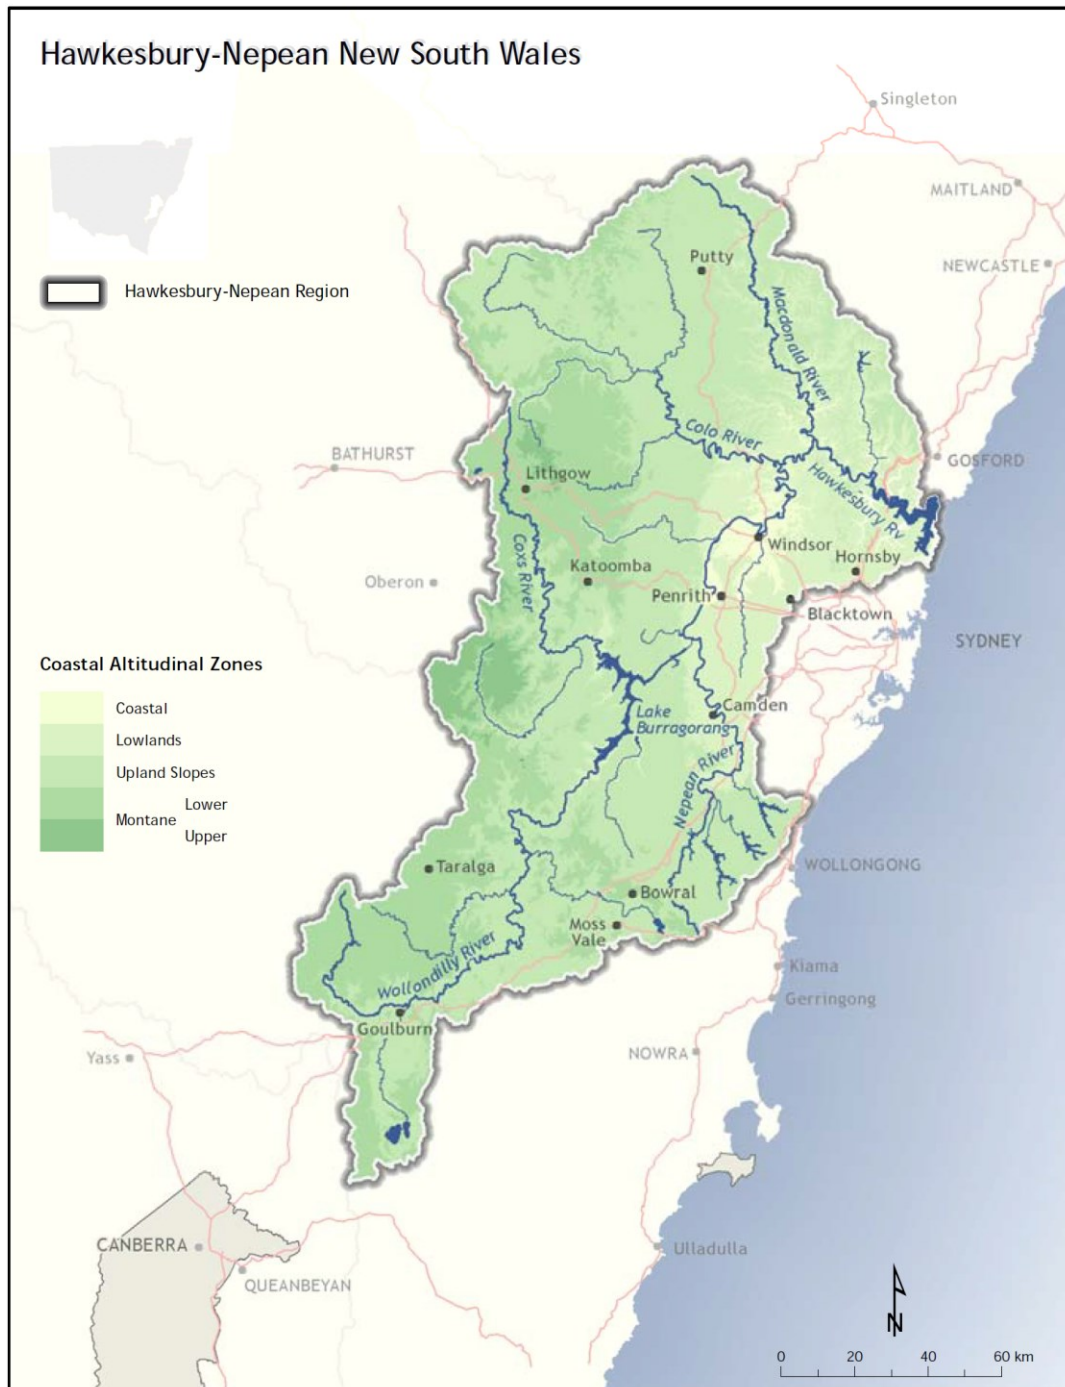 Hawkesbury-Nepean New South Wales
Singleton
MAITLAND
NEWCASTLE
Hawkesbury-Nepean Region
Putty
Macdonald River
Colo River
BATHURST
GOSFORD
Lithgow
Hawkesbury Rv
Windsor
Coxs River
Katoomba
Hornsby
Oberon
Penrith
Blacktown
SYDNEY
Coastal Altitudinal Zones
Coastal
Lowlands
Upland Slopes
Montane
Lower
Upper
Lake
Burragorang
Camden
Nepean River
Taralga
WOLLONGONG
Bowral
Moss
Vale
Wollondilly River
Kiama
Gerringong
Goulburn
Yass
NOWRA
CANBERRA
Ulladulla
QUEANBEYAN
N
0 20 40 60 km